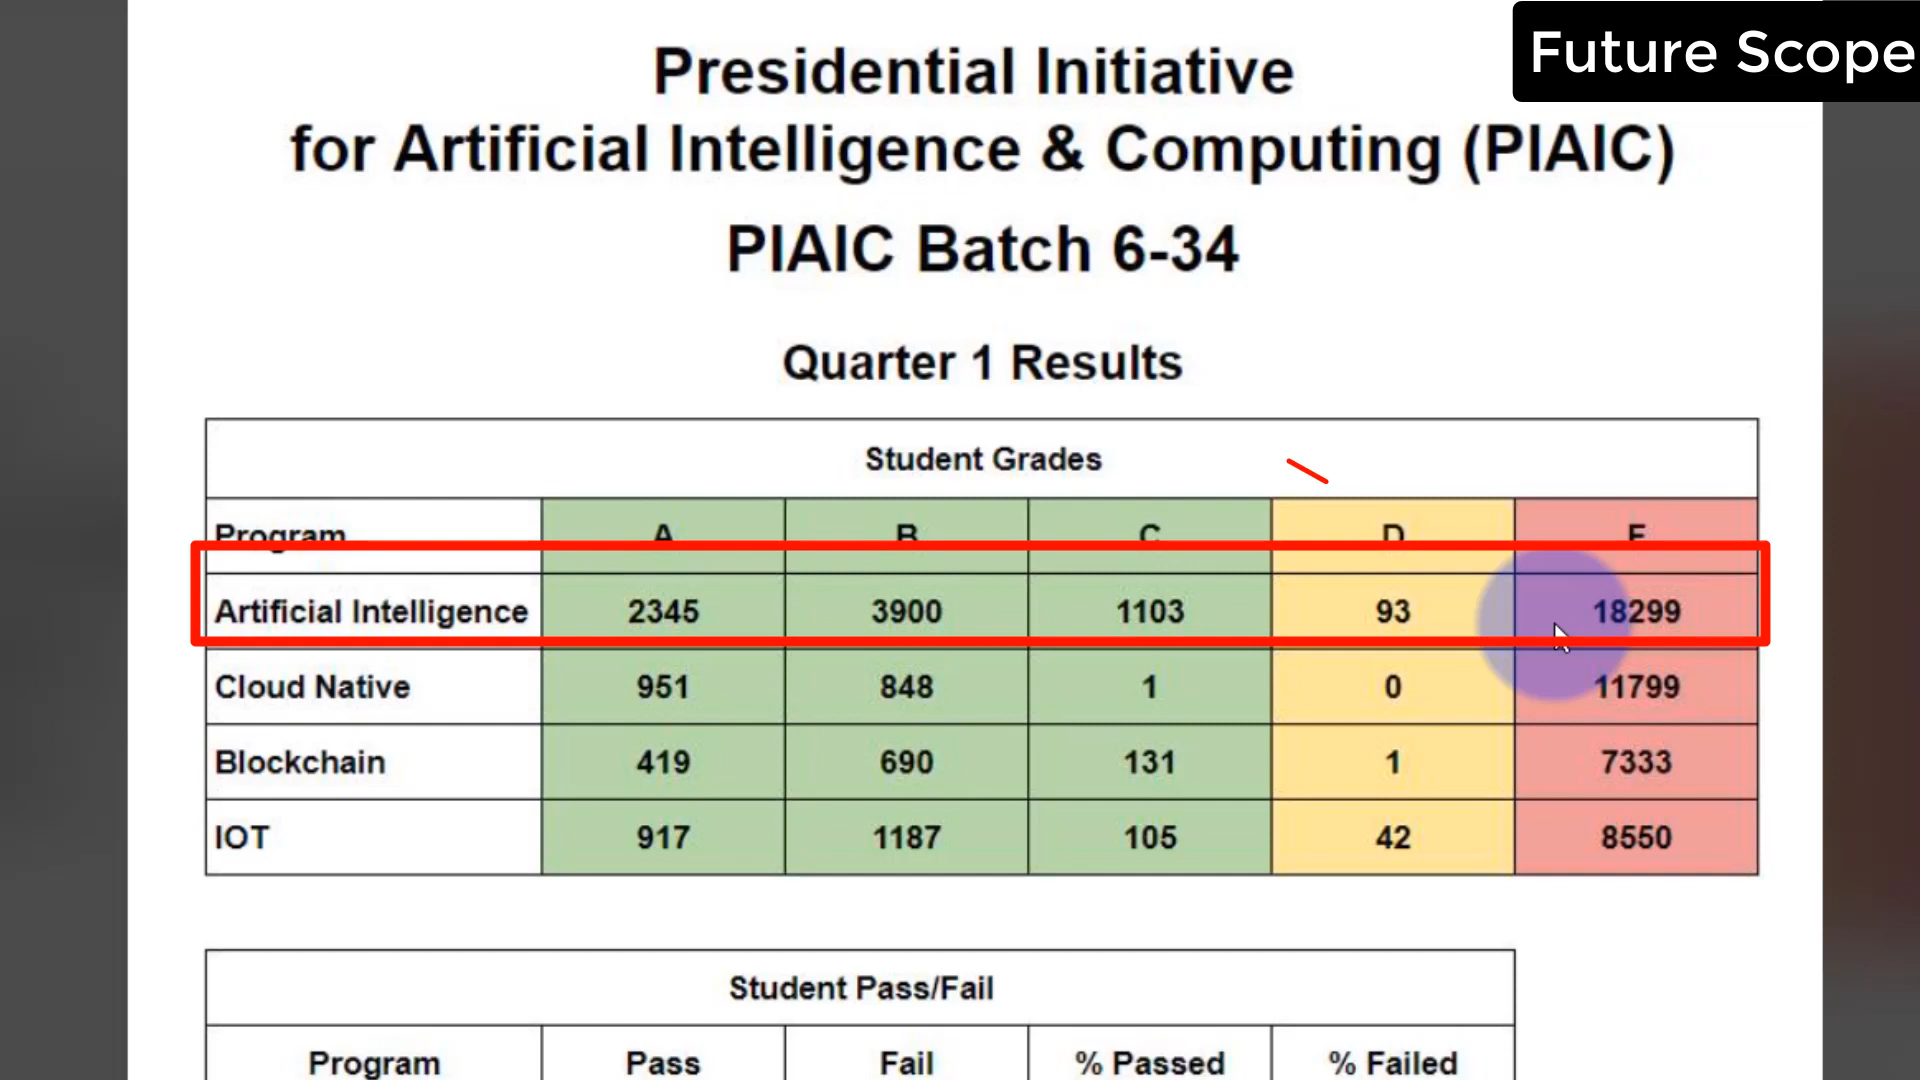 Future Scope
Presidential Initiative
for Artificial Intelligence & Computing (PIAIC)
PIAIC Batch 6-34
Quarter 1 Results
Student Grades
Program A B C D F
Artificial Intelligence 2345 3900 1103 93 18299
Cloud Native 951 848 1 0 11799
Blockchain 419 690 131 1 7333
IOT 917 1187 105 42 8550
Student Pass/Fail
Program Pass Fail % Passed % Failed